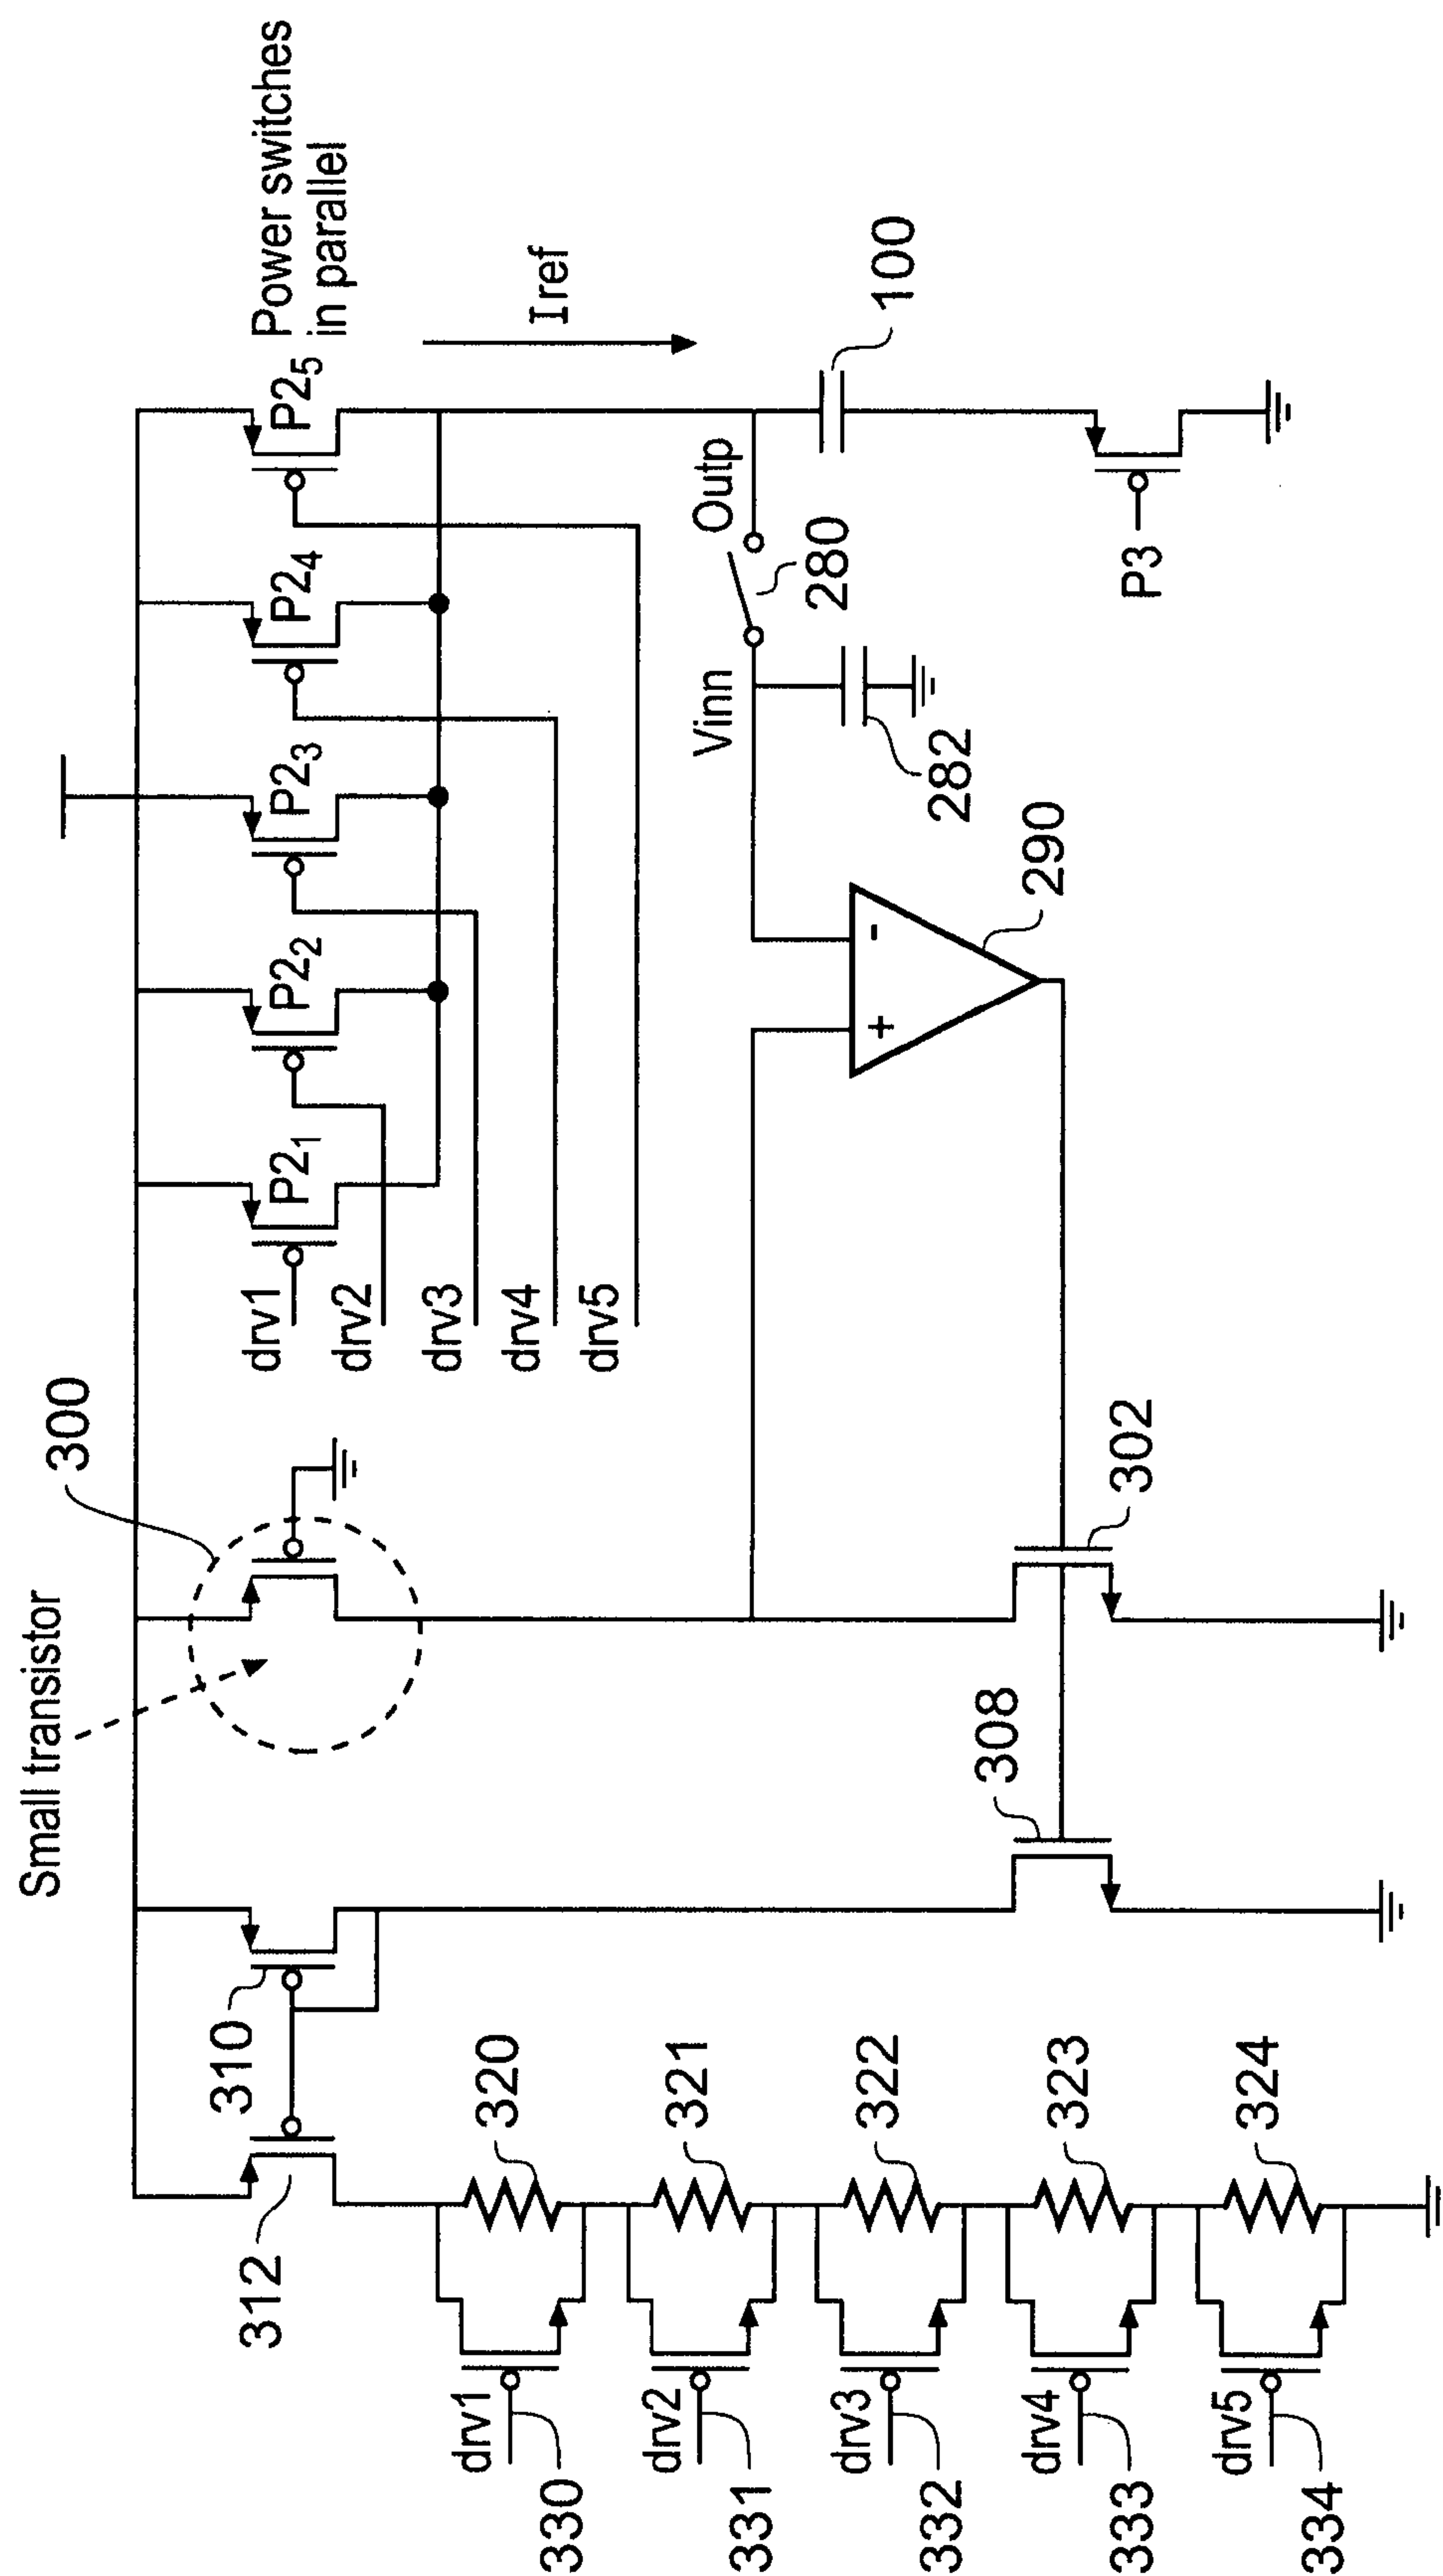 Small transistor
300
Power switches
in parallel
P2₁
P2₂
P2₃
P2₄
P2₅
drv1
drv2
drv3
drv4
drv5
Iref
310
312
Outp
Vinn
280
282
100
+
-
290
P3
308
302
320
321
322
323
324
drv1
drv2
drv3
drv4
drv5
330
331
332
333
334